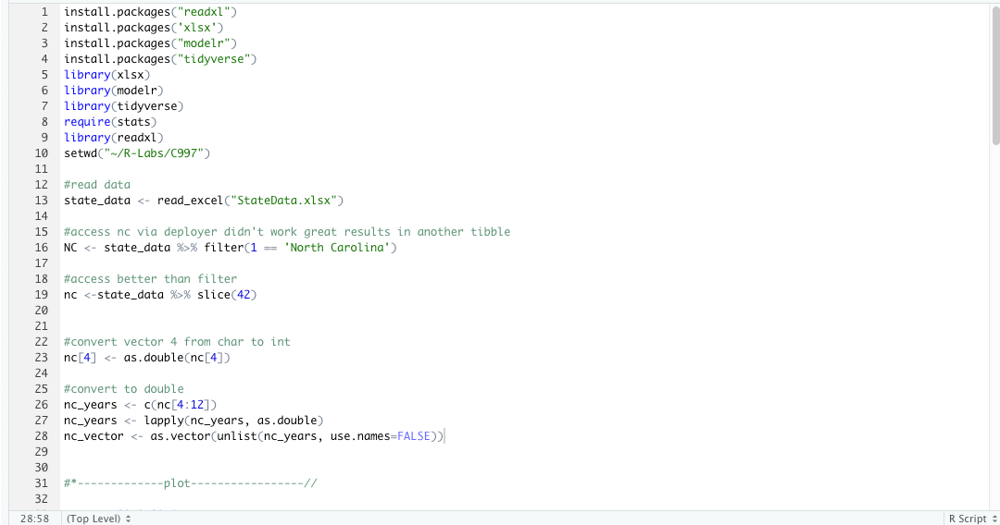 1 install.packages("readxl")
2 install.packages('xlsx')
3 install.packages("modelr")
4 install.packages("tidyverse")
5 library(xlsx)
6 library(modelr)
7 library(tidyverse)
8 require(stats)
9 library(readxl)
10 setwd("~/R-Labs/C997")
11
12 #read data
13 state_data <- read_excel("StateData.xlsx")
14
15 #access nc via deployer didn't work great results in another tibble
16 NC <- state_data %>% filter(1 == 'North Carolina')
17
18 #access better than filter
19 nc <-state_data %>% slice(42)
20
21
22 #convert vector 4 from char to int
23 nc[4] <- as.double(nc[4])
24
25 #convert to double
26 nc_years <- c(nc[4:12])
27 nc_years <- lapply(nc_years, as.double)
28 nc_vector <- as.vector(unlist(nc_years, use.names=FALSE))
29
30
31 #*-------------plot-----------------//
32
28:58 (Top Level) R Script